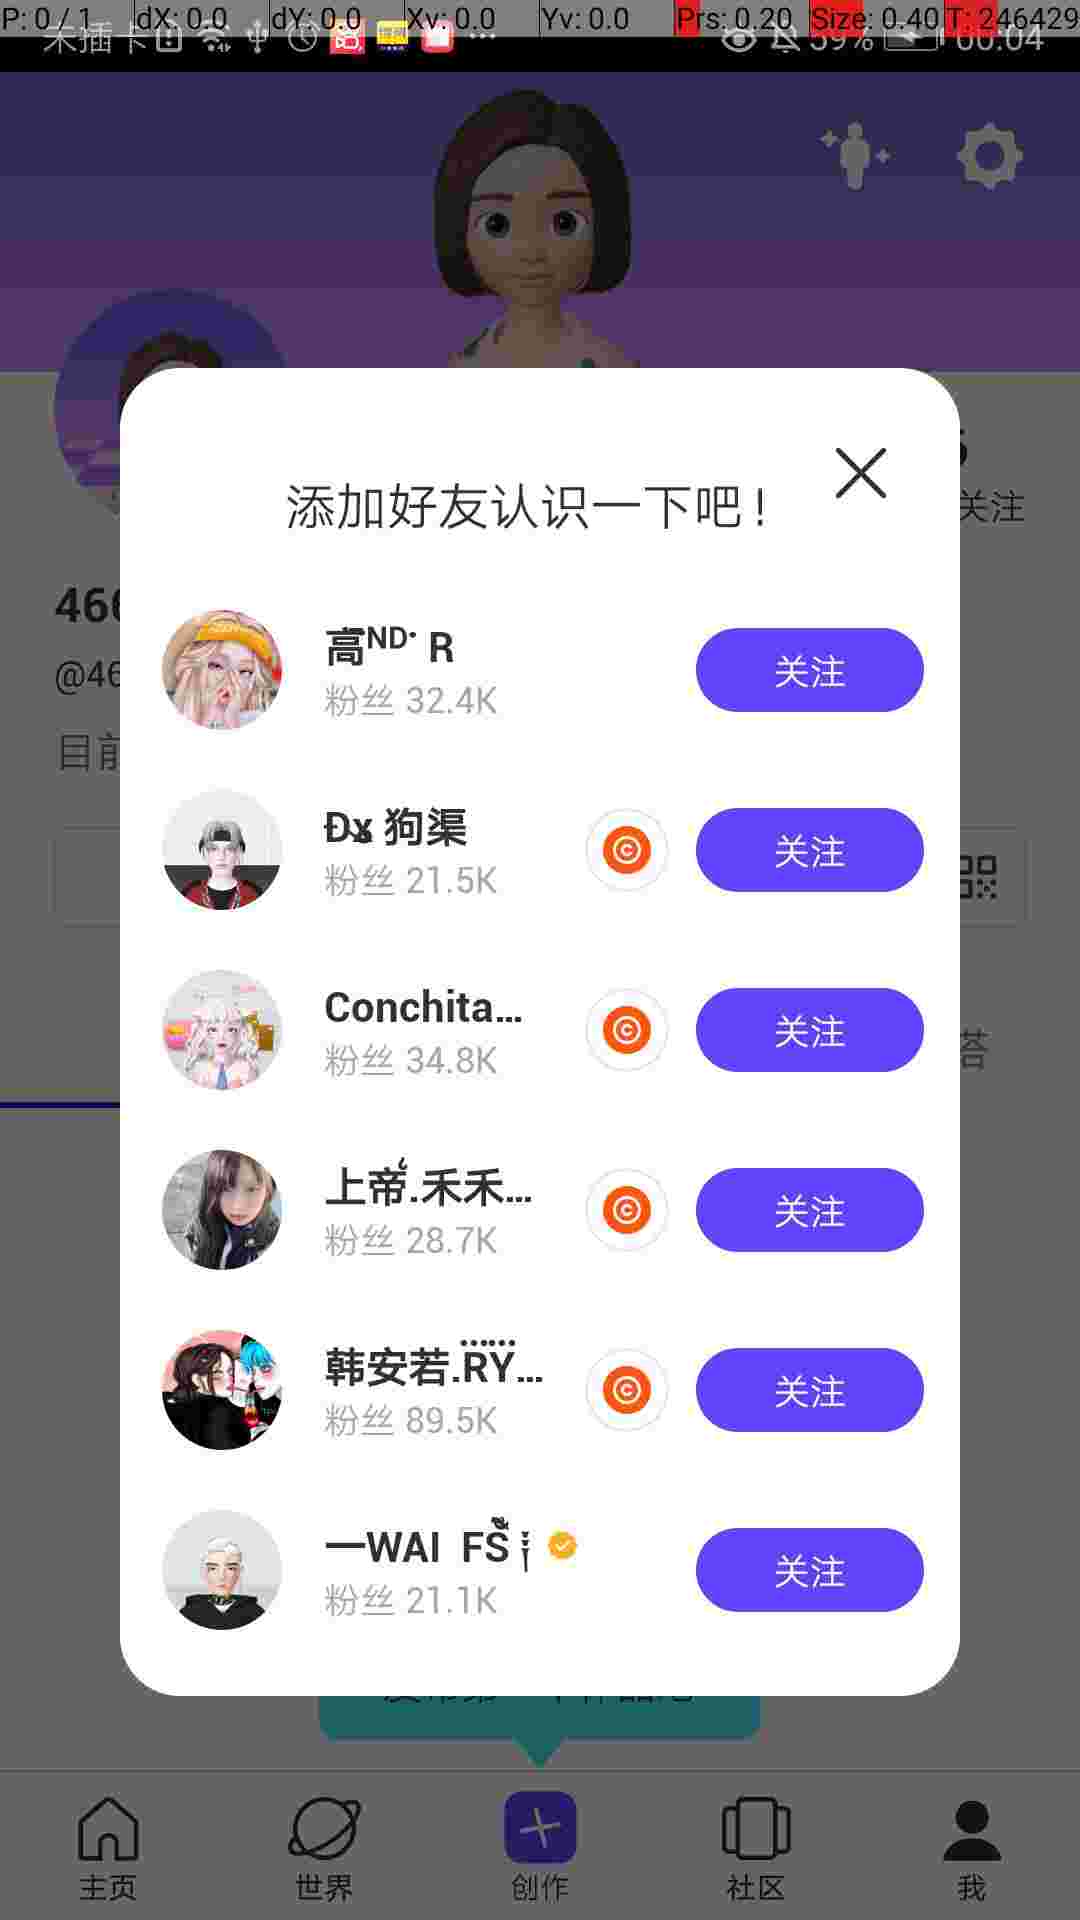 P: 0 / 1 dX: 0.0 dY: 0.0 Xv: 0.0 Yv: 0.0 Prs: 0.20 Size: 0.40 T: 246429
未插卡 59% 00:04
添加好友认识一下吧!
关注
466
高ᴺᴰ· R
粉丝 32.4K
关注
@46
目前
Ðӿ 狗渠
粉丝 21.5K
关注
Conchita...
粉丝 34.8K
关注
答
上帝.禾禾...
粉丝 28.7K
关注
韩安若.RY...
粉丝 89.5K
关注
一WAI FS
粉丝 21.1K
关注
主页
世界
创作
社区
我